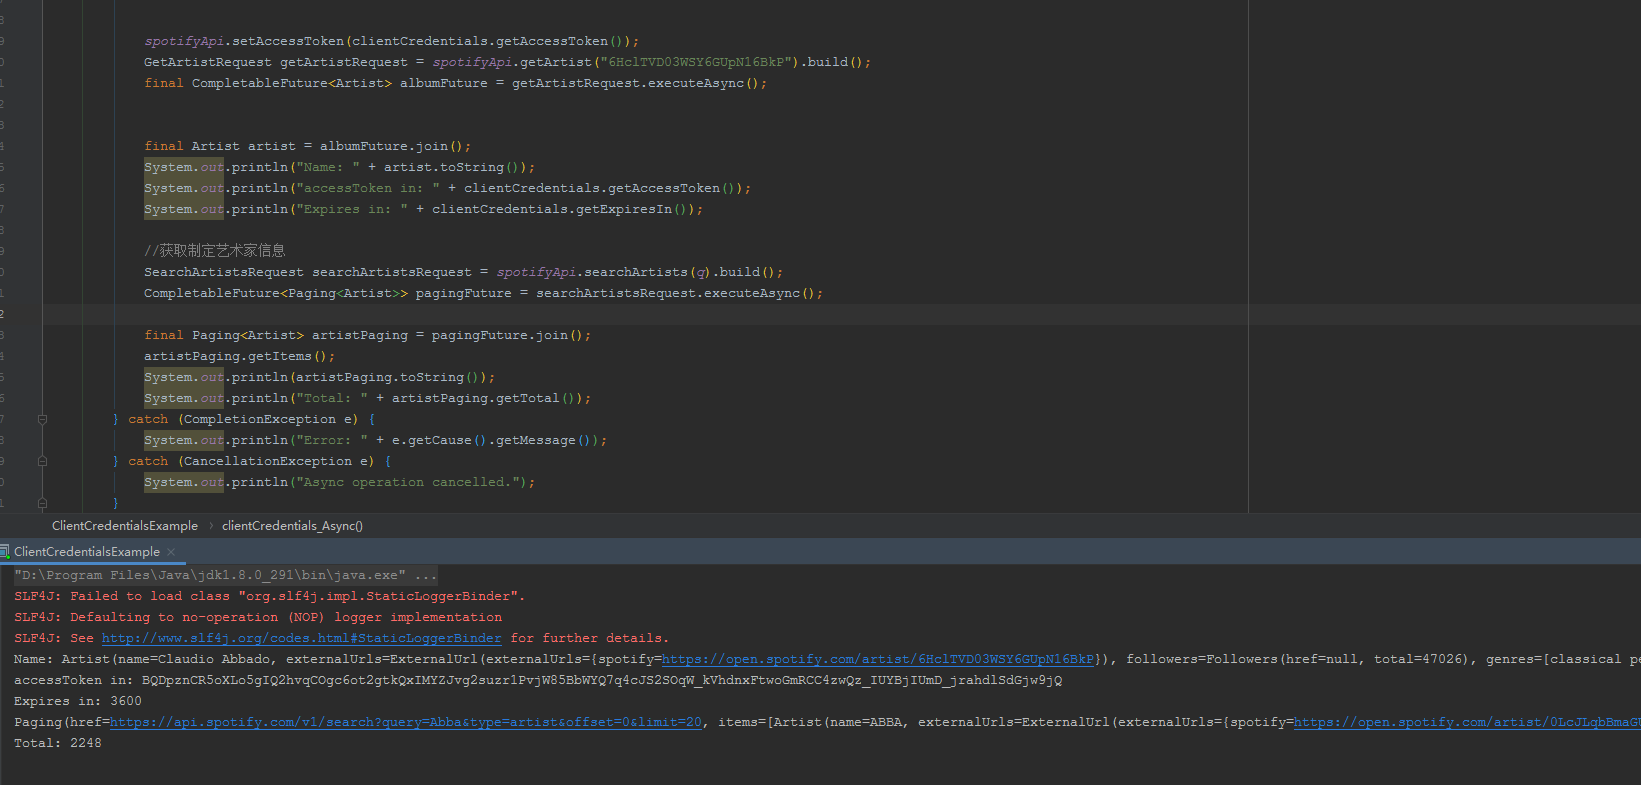 spotifyApi.setAccessToken(clientCredentials.getAccessToken());
GetArtistRequest getArtistRequest = spotifyApi.getArtist("6HclTVD03WSY6GUpN16BkP").build();
final CompletableFuture<Artist> albumFuture = getArtistRequest.executeAsync();
final Artist artist = albumFuture.join();
System.out.println("Name: " + artist.toString());
System.out.println("accessToken in: " + clientCredentials.getAccessToken());
System.out.println("Expires in: " + clientCredentials.getExpiresIn());
//获取制定艺术家信息
SearchArtistsRequest searchArtistsRequest = spotifyApi.searchArtists(q).build();
CompletableFuture<Paging<Artist>> pagingFuture = searchArtistsRequest.executeAsync();
final Paging<Artist> artistPaging = pagingFuture.join();
artistPaging.getItems();
System.out.println(artistPaging.toString());
System.out.println("Total: " + artistPaging.getTotal());
} catch (CompletionException e) {
System.out.println("Error: " + e.getCause().getMessage());
} catch (CancellationException e) {
System.out.println("Async operation cancelled.");
}
ClientCredentialsExample › clientCredentials_Async()
ClientCredentialsExample ×
"D:\Program Files\Java\jdk1.8.0_291\bin\java.exe" ...
SLF4J: Failed to load class "org.slf4j.impl.StaticLoggerBinder".
SLF4J: Defaulting to no-operation (NOP) logger implementation
SLF4J: See http://www.slf4j.org/codes.html#StaticLoggerBinder for further details.
Name: Artist(name=Claudio Abbado, externalUrls=ExternalUrl(externalUrls={spotify=https://open.spotify.com/artist/6HclTVD03WSY6GUpN16BkP}), followers=Followers(href=null, total=47026), genres=[classical pe
accessToken in: BQDpznCR5oXLo5gIQ2hvqCOgc6ot2gtkQxIMYZJvg2suzr1PvjW85BbWYQ7q4cJS2SOqW_kVhdnxFtwoGmRCC4zwQz_IUYBjIUmD_jrahdlSdGjw9jQ
Expires in: 3600
Paging(href=https://api.spotify.com/v1/search?query=Abba&type=artist&offset=0&limit=20, items=[Artist(name=ABBA, externalUrls=ExternalUrl(externalUrls={spotify=https://open.spotify.com/artist/0LcJLqbBmaGU
Total: 2248